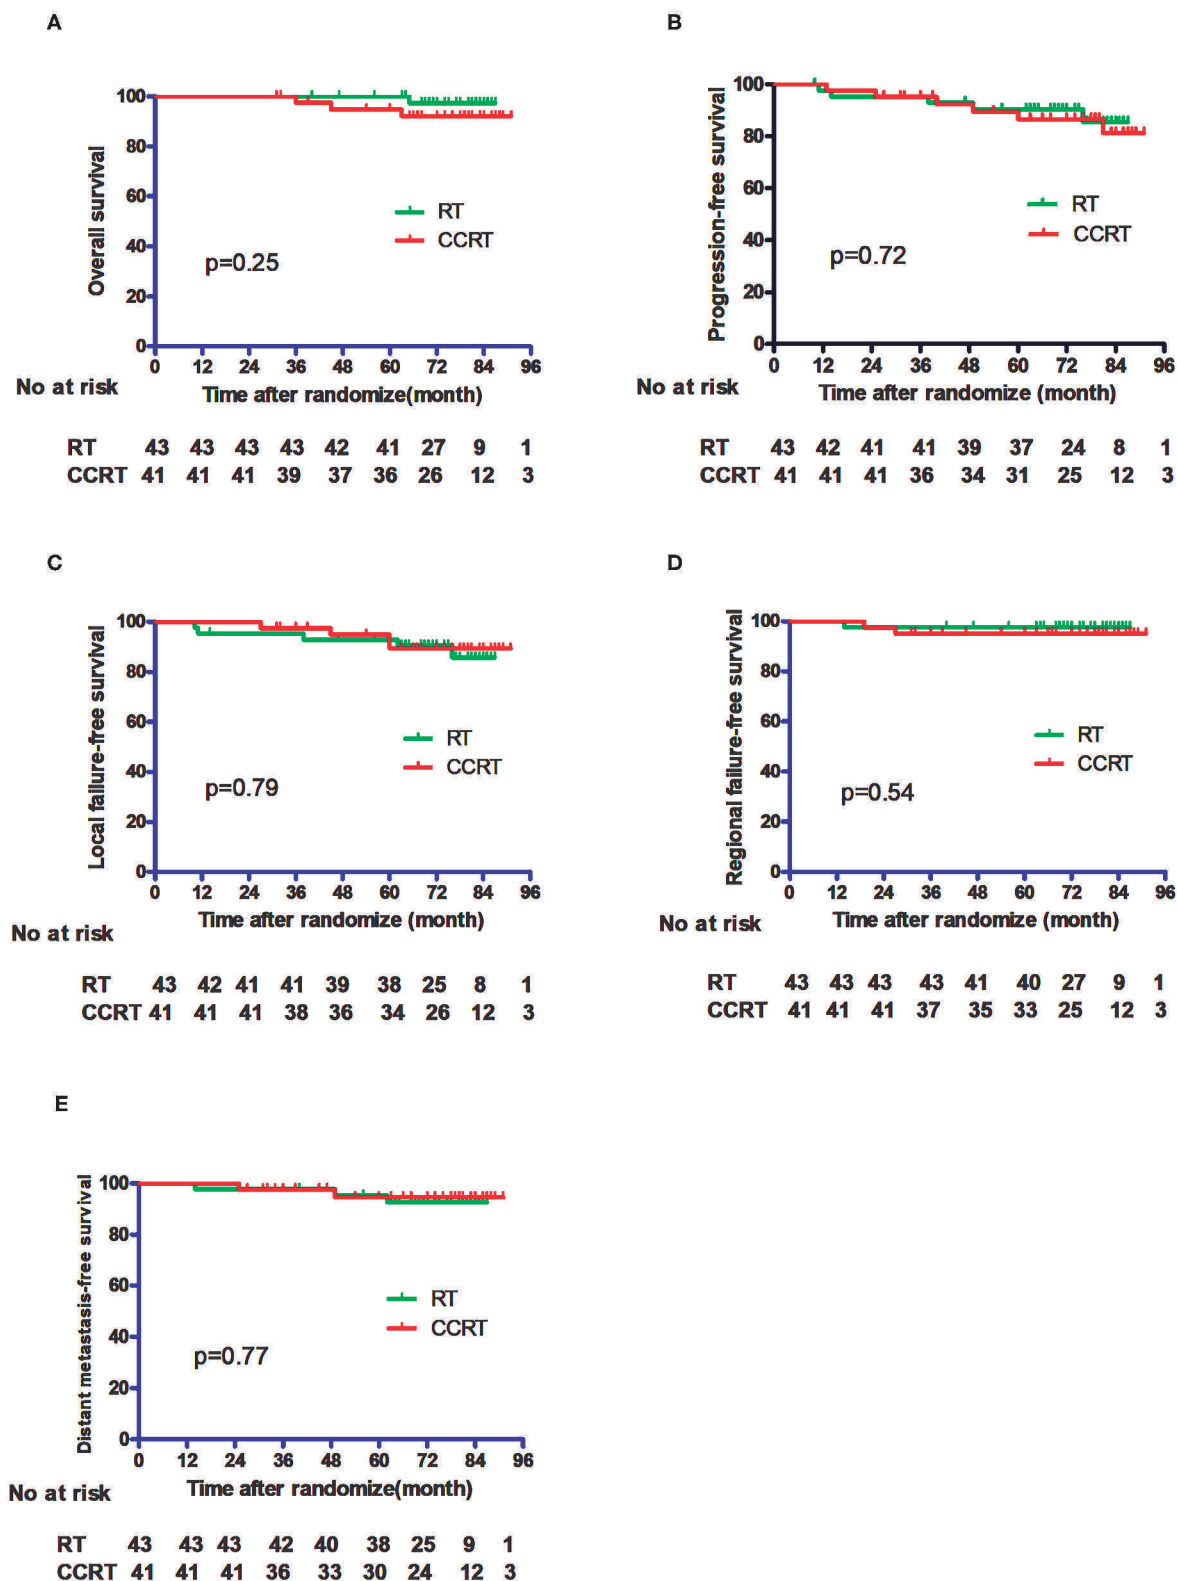 A
100
80
60
40
20
0
Overall survival
RT
CCRT
p=0.25
0 12 24 36 48 60 72 84 96
No at risk
Time after randomize(month)
RT 43 43 43 43 42 41 27 9 1
CCRT 41 41 41 39 37 36 26 12 3
B
100
80
60
40
20
0
Progression-free survival
RT
CCRT
p=0.72
0 12 24 36 48 60 72 84 96
No at risk
Time after randomize (month)
RT 43 42 41 41 39 37 24 8 1
CCRT 41 41 41 36 34 31 25 12 3
C
100
80
60
40
20
0
Local failure-free survival
RT
CCRT
p=0.79
0 12 24 36 48 60 72 84 96
Time after randomize (month)
No at risk
RT 43 42 41 41 39 38 25 8 1
CCRT 41 41 41 38 36 34 26 12 3
D
100
80
60
40
20
0
Regional failure-free survival
RT
CCRT
p=0.54
0 12 24 36 48 60 72 84 96
Time after randomize (month)
No at risk
RT 43 43 43 43 41 40 27 9 1
CCRT 41 41 41 37 35 33 25 12 3
E
100
80
60
40
20
0
Distant metastasis-free survival
RT
CCRT
p=0.77
0 12 24 36 48 60 72 84 96
Time after randomize(month)
No at risk
RT 43 43 43 42 40 38 25 9 1
CCRT 41 41 41 36 33 30 24 12 3